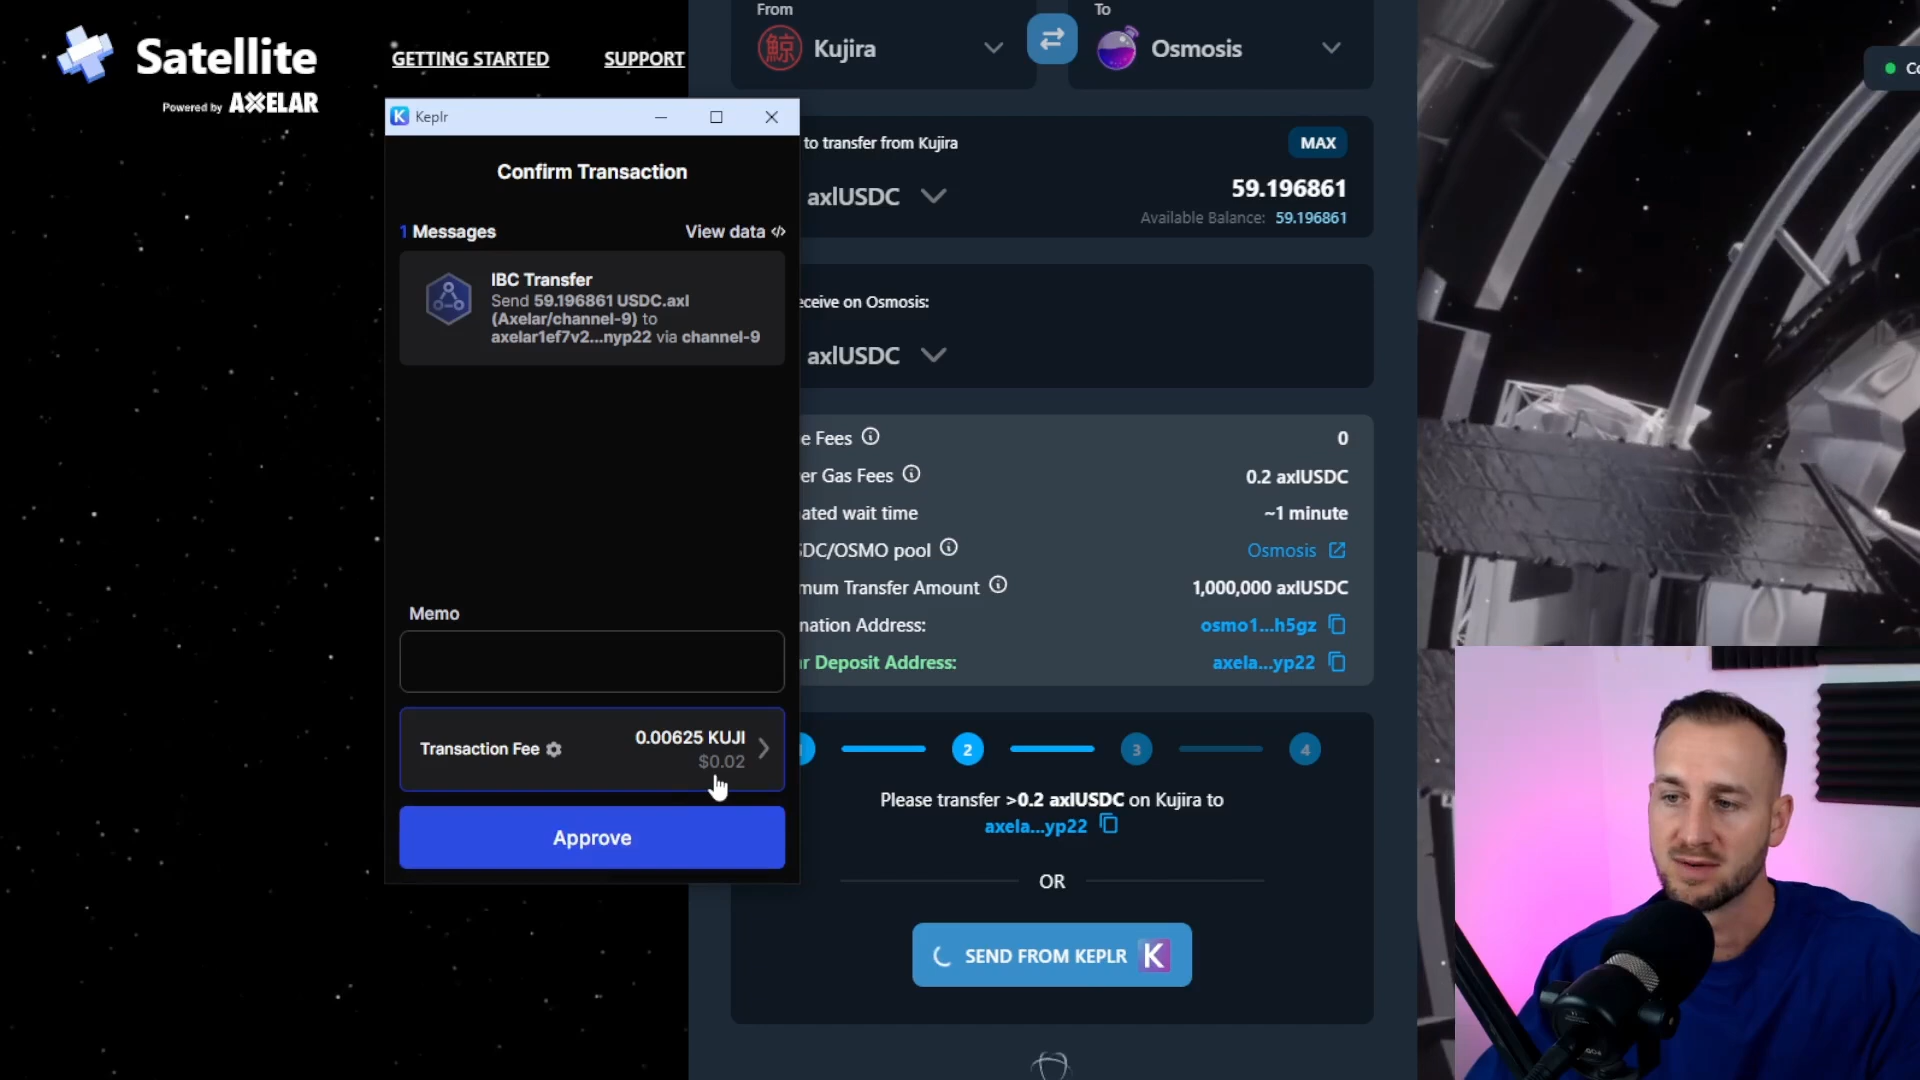 Satellite
Powered by AXELAR
GETTING STARTED
SUPPORT
From
Kujira
To
Osmosis
Keplr
Confirm Transaction
1 Messages
View data </>
IBC Transfer
Send 59.196861 USDC.axl
(Axelar/channel-9) to
axelar1ef7v2...nyp22 via channel-9
Memo
Transaction Fee
0.00625 KUJI
$0.02
Approve
to transfer from Kujira
MAX
axlUSDC
59.196861
Available Balance: 59.196861
eceive on Osmosis:
axlUSDC
e Fees
0
er Gas Fees
0.2 axlUSDC
ated wait time
~1 minute
DC/OSMO pool
Osmosis
mum Transfer Amount
1,000,000 axlUSDC
nation Address:
osmo1...h5gz
r Deposit Address:
axela...yp22
2
3
4
Please transfer >0.2 axlUSDC on Kujira to
axela...yp22
OR
SEND FROM KEPLR K